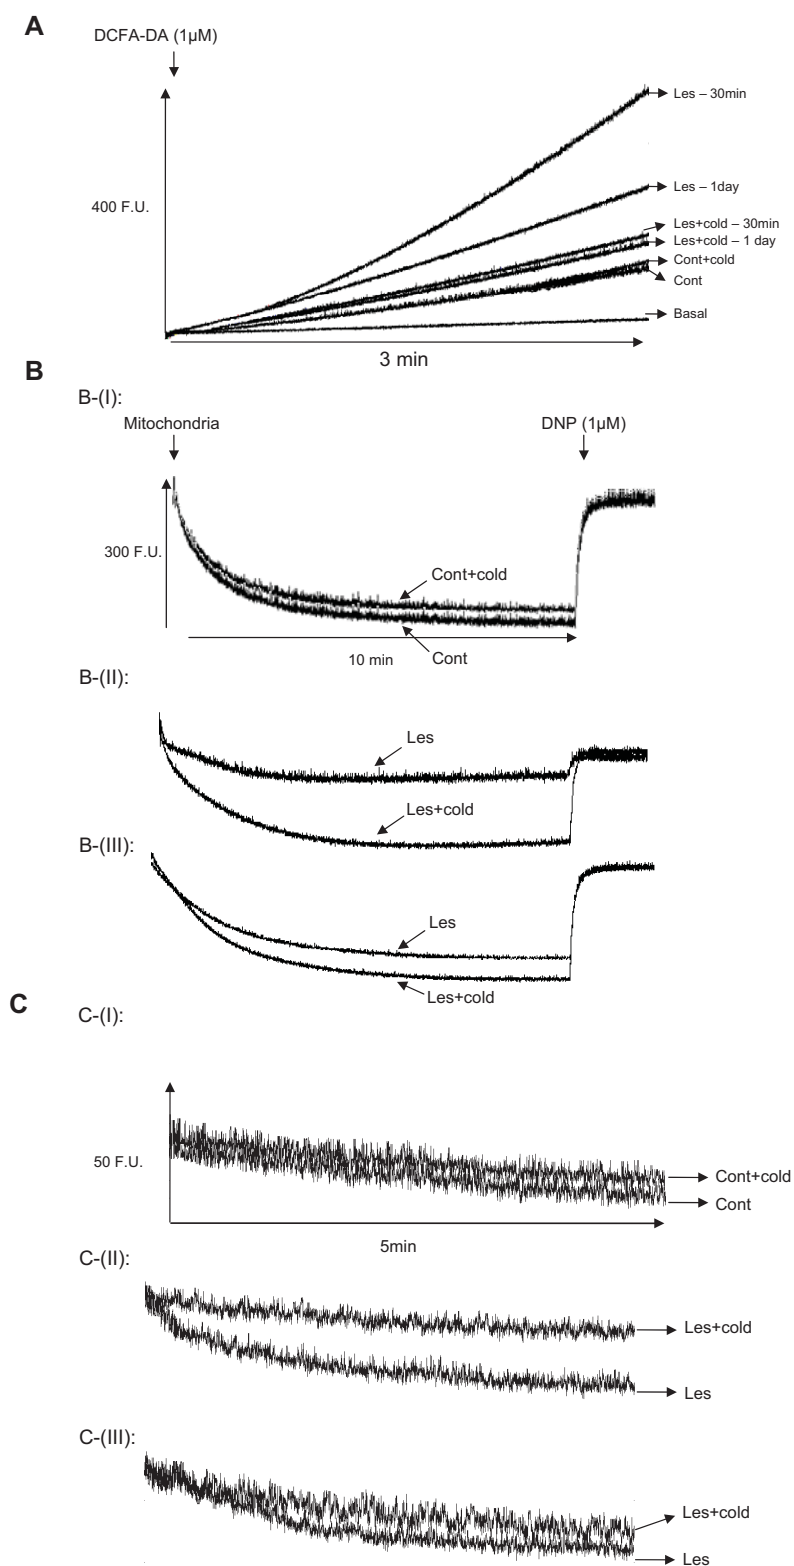 A
DCFA-DA (1µM)
Les – 30min
Les – 1day
400 F.U.
Les+cold – 30min
Les+cold – 1 day
Cont+cold
Cont
Basal
3 min
B
B-(I):
Mitochondria
DNP (1µM)
300 F.U.
Cont+cold
10 min
Cont
B-(II):
Les
Les+cold
B-(III):
Les
Les+cold
C
C-(I):
50 F.U.
Cont+cold
Cont
5min
C-(II):
Les+cold
Les
C-(III):
Les+cold
Les